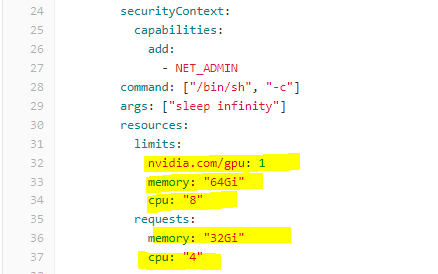 24 securityContext:
25 capabilities:
26 add:
27 - NET_ADMIN
28 command: ["/bin/sh", "-c"]
29 args: ["sleep infinity"]
30 resources:
31 limits:
32 nvidia.com/gpu: 1
33 memory: "64Gi"
34 cpu: "8"
35 requests:
36 memory: "32Gi"
37 cpu: "4"